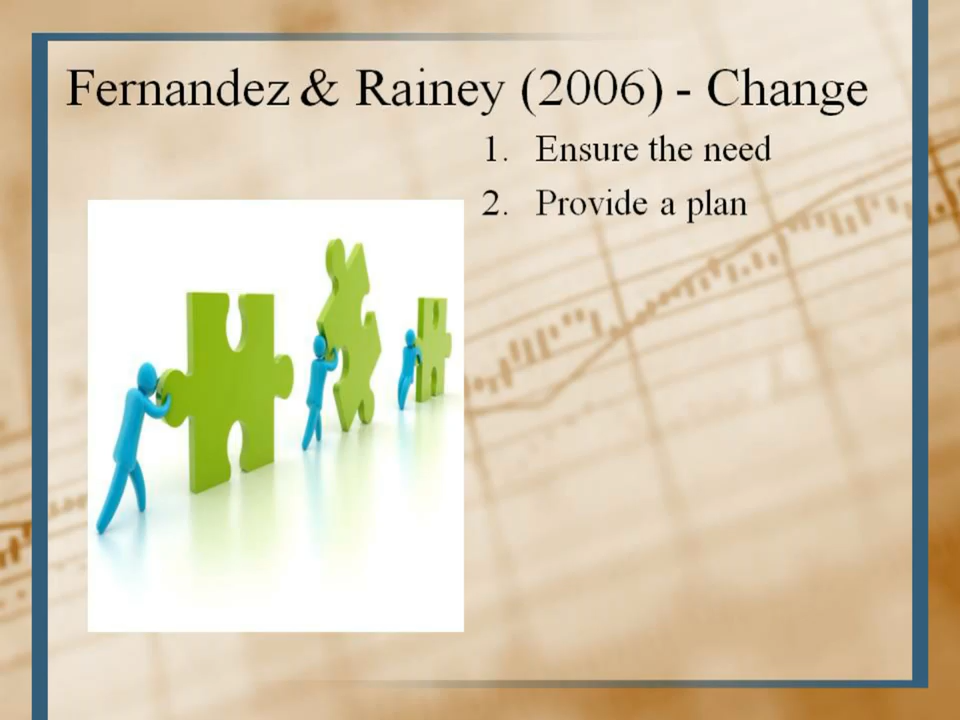 Fernandez & Rainey (2006) - Change
1. Ensure the need
2. Provide a plan